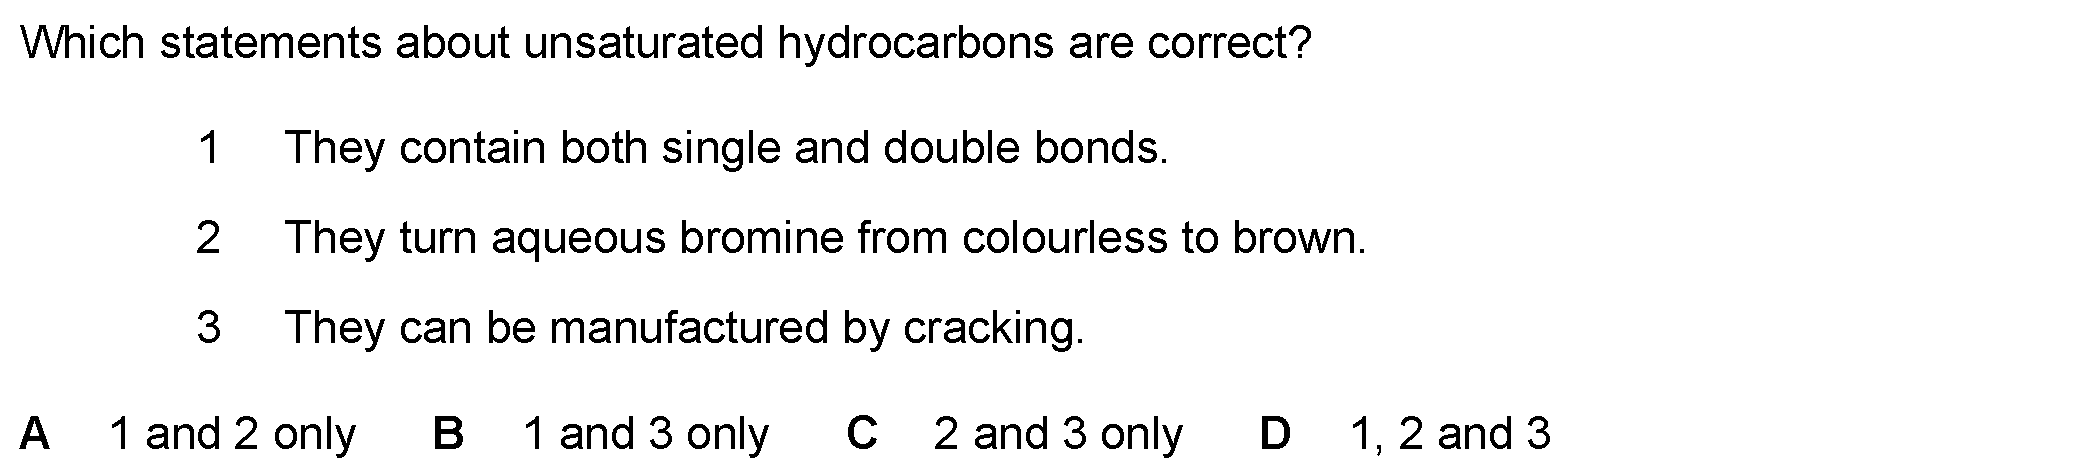 Which statements about unsaturated hydrocarbons are correct?
1 They contain both single and double bonds.
2 They turn aqueous bromine from colourless to brown.
3 They can be manufactured by cracking.
A 1 and 2 only B 1 and 3 only C 2 and 3 only D 1, 2 and 3